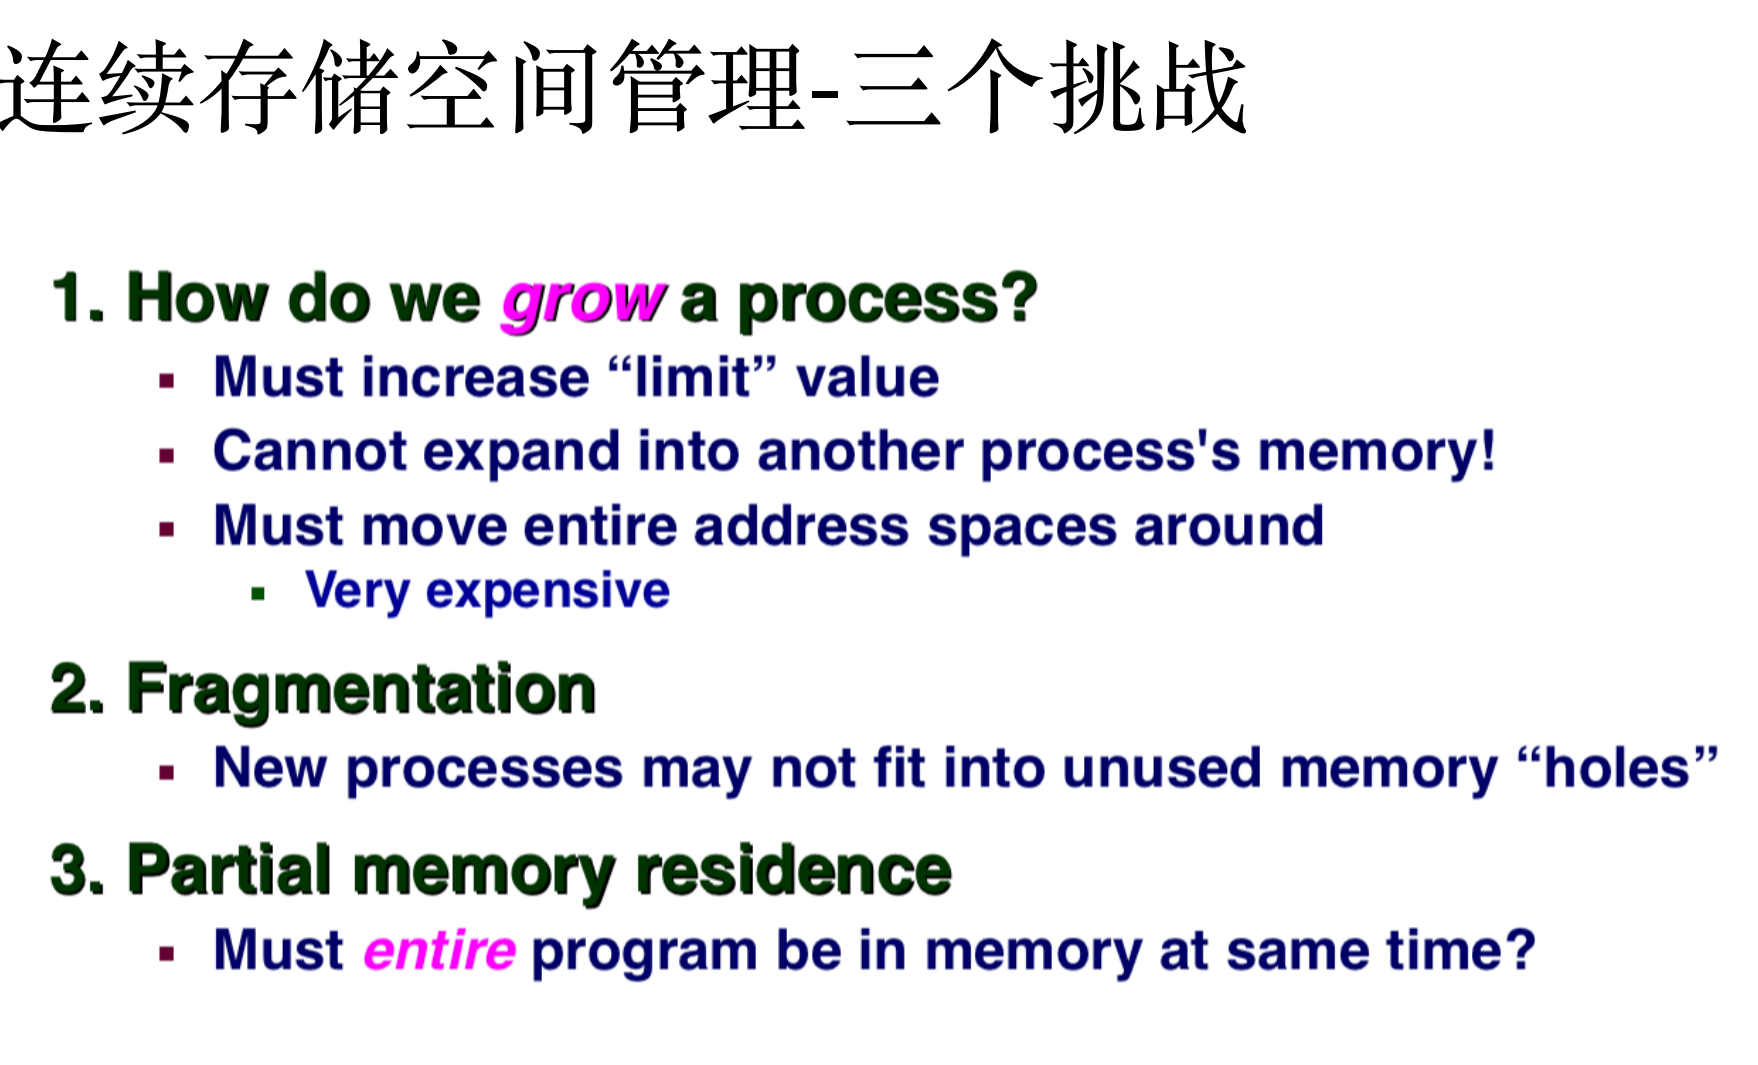 连续存储空间管理-三个挑战
1. How do we grow a process?
▪ Must increase “limit” value
▪ Cannot expand into another process's memory!
▪ Must move entire address spaces around
▪ Very expensive
2. Fragmentation
▪ New processes may not fit into unused memory “holes”
3. Partial memory residence
▪ Must entire program be in memory at same time?